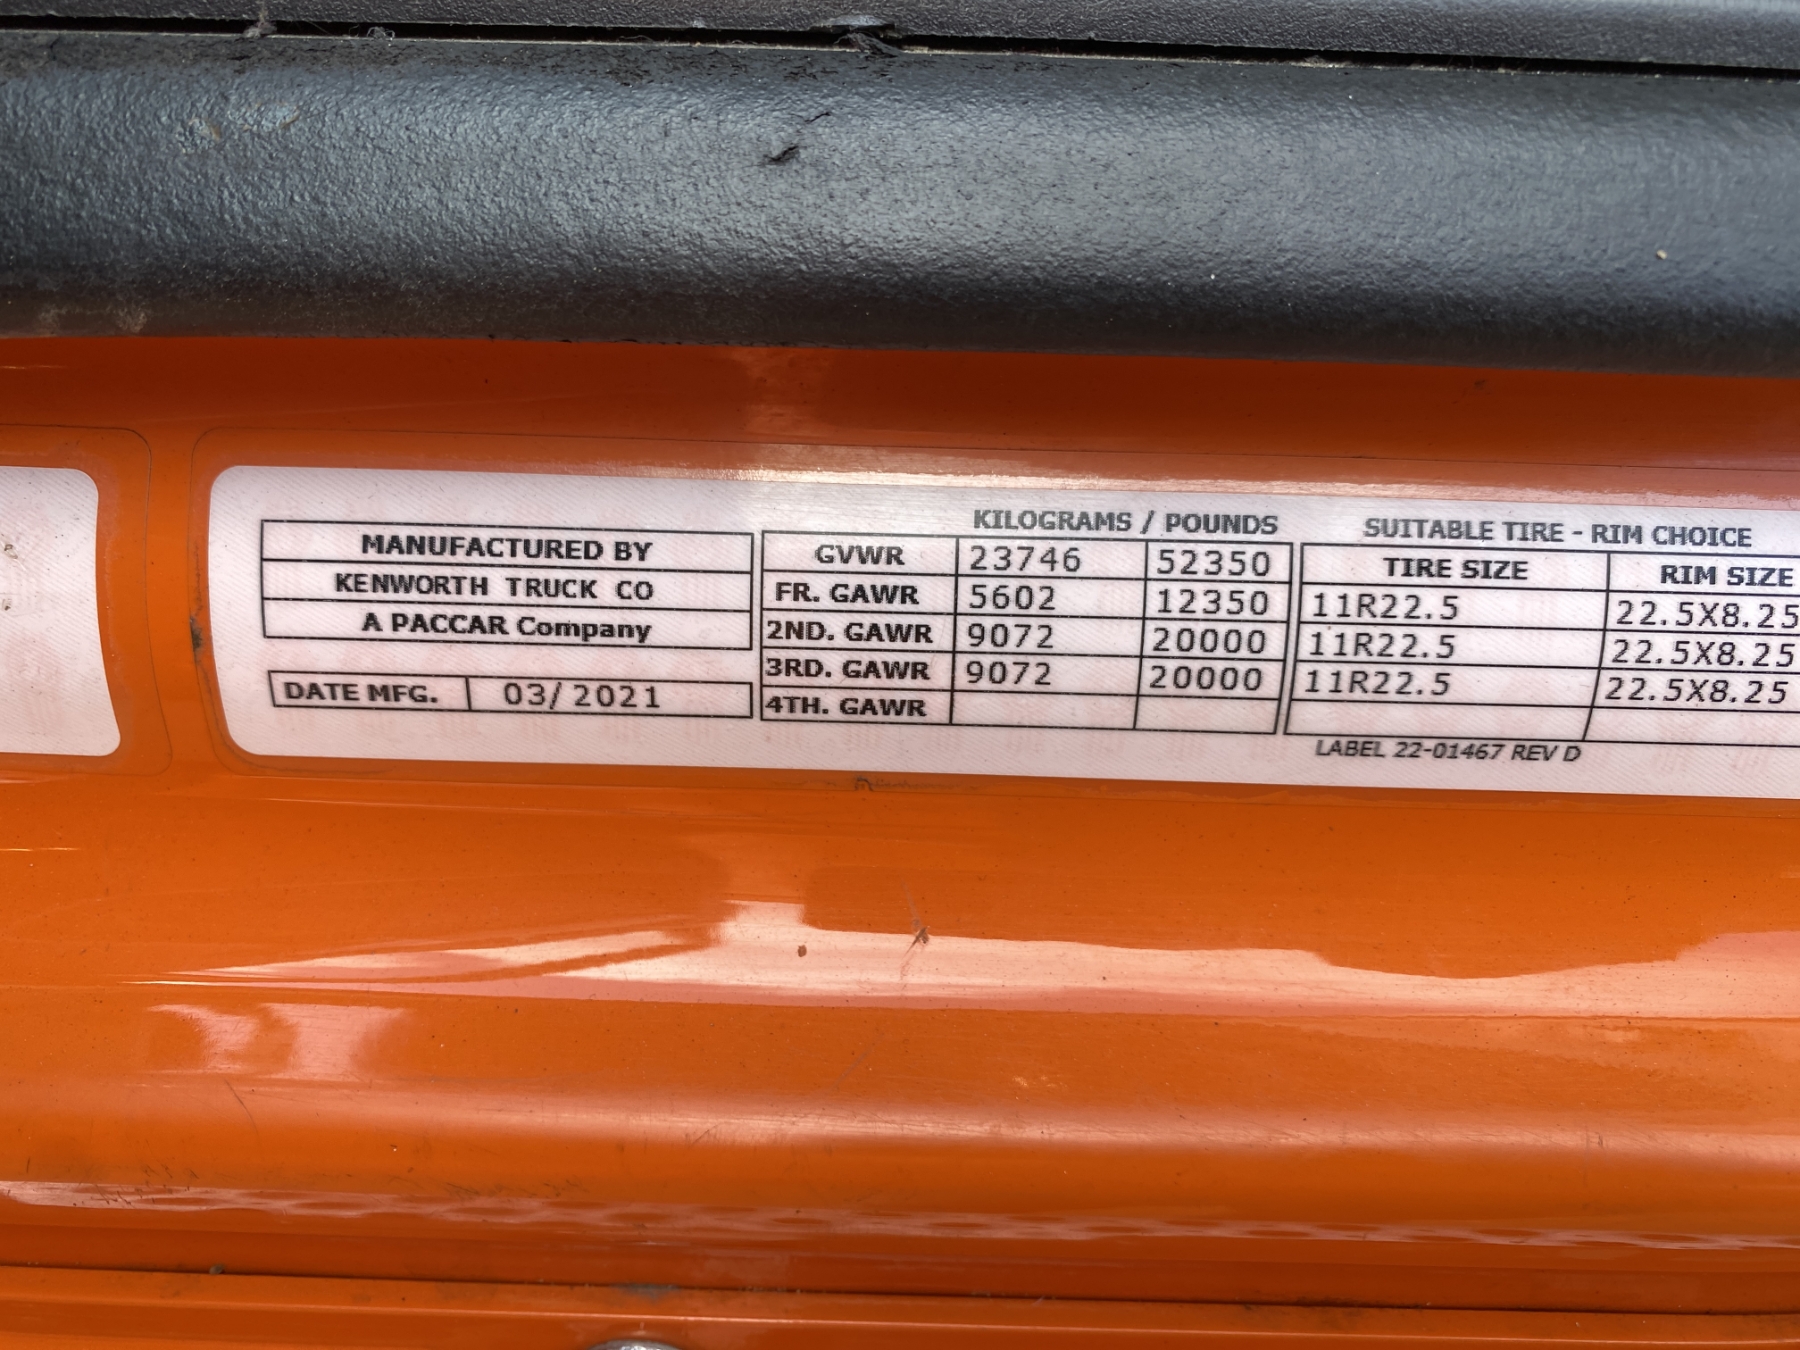 MANUFACTURED BY
KENWORTH TRUCK CO
A PACCAR Company
DATE MFG. 03/2021
KILOGRAMS / POUNDS
GVWR 23746 52350
FR. GAWR 5602 12350
2ND. GAWR 9072 20000
3RD. GAWR 9072 20000
4TH. GAWR
SUITABLE TIRE - RIM CHOICE
TIRE SIZE RIM SIZE
11R22.5 22.5X8.25
11R22.5 22.5X8.25
11R22.5 22.5X8.25
LABEL 22-01467 REV D